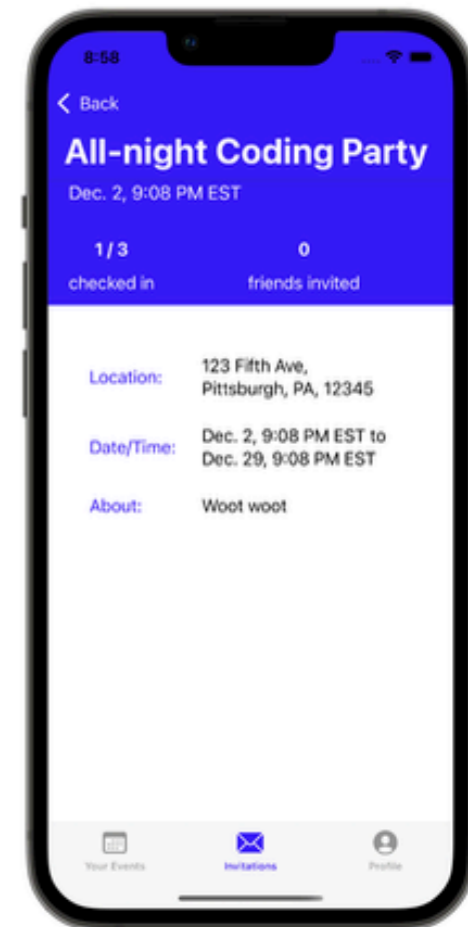 8:58
Back
All-night Coding Party
Dec. 2, 9:08 PM EST
1 / 3
0
checked in
friends invited
Location:
123 Fifth Ave,
Pittsburgh, PA, 12345
Date/Time:
Dec. 2, 9:08 PM EST to
Dec. 29, 9:08 PM EST
About:
Woot woot
Your Events
Invitations
Profile